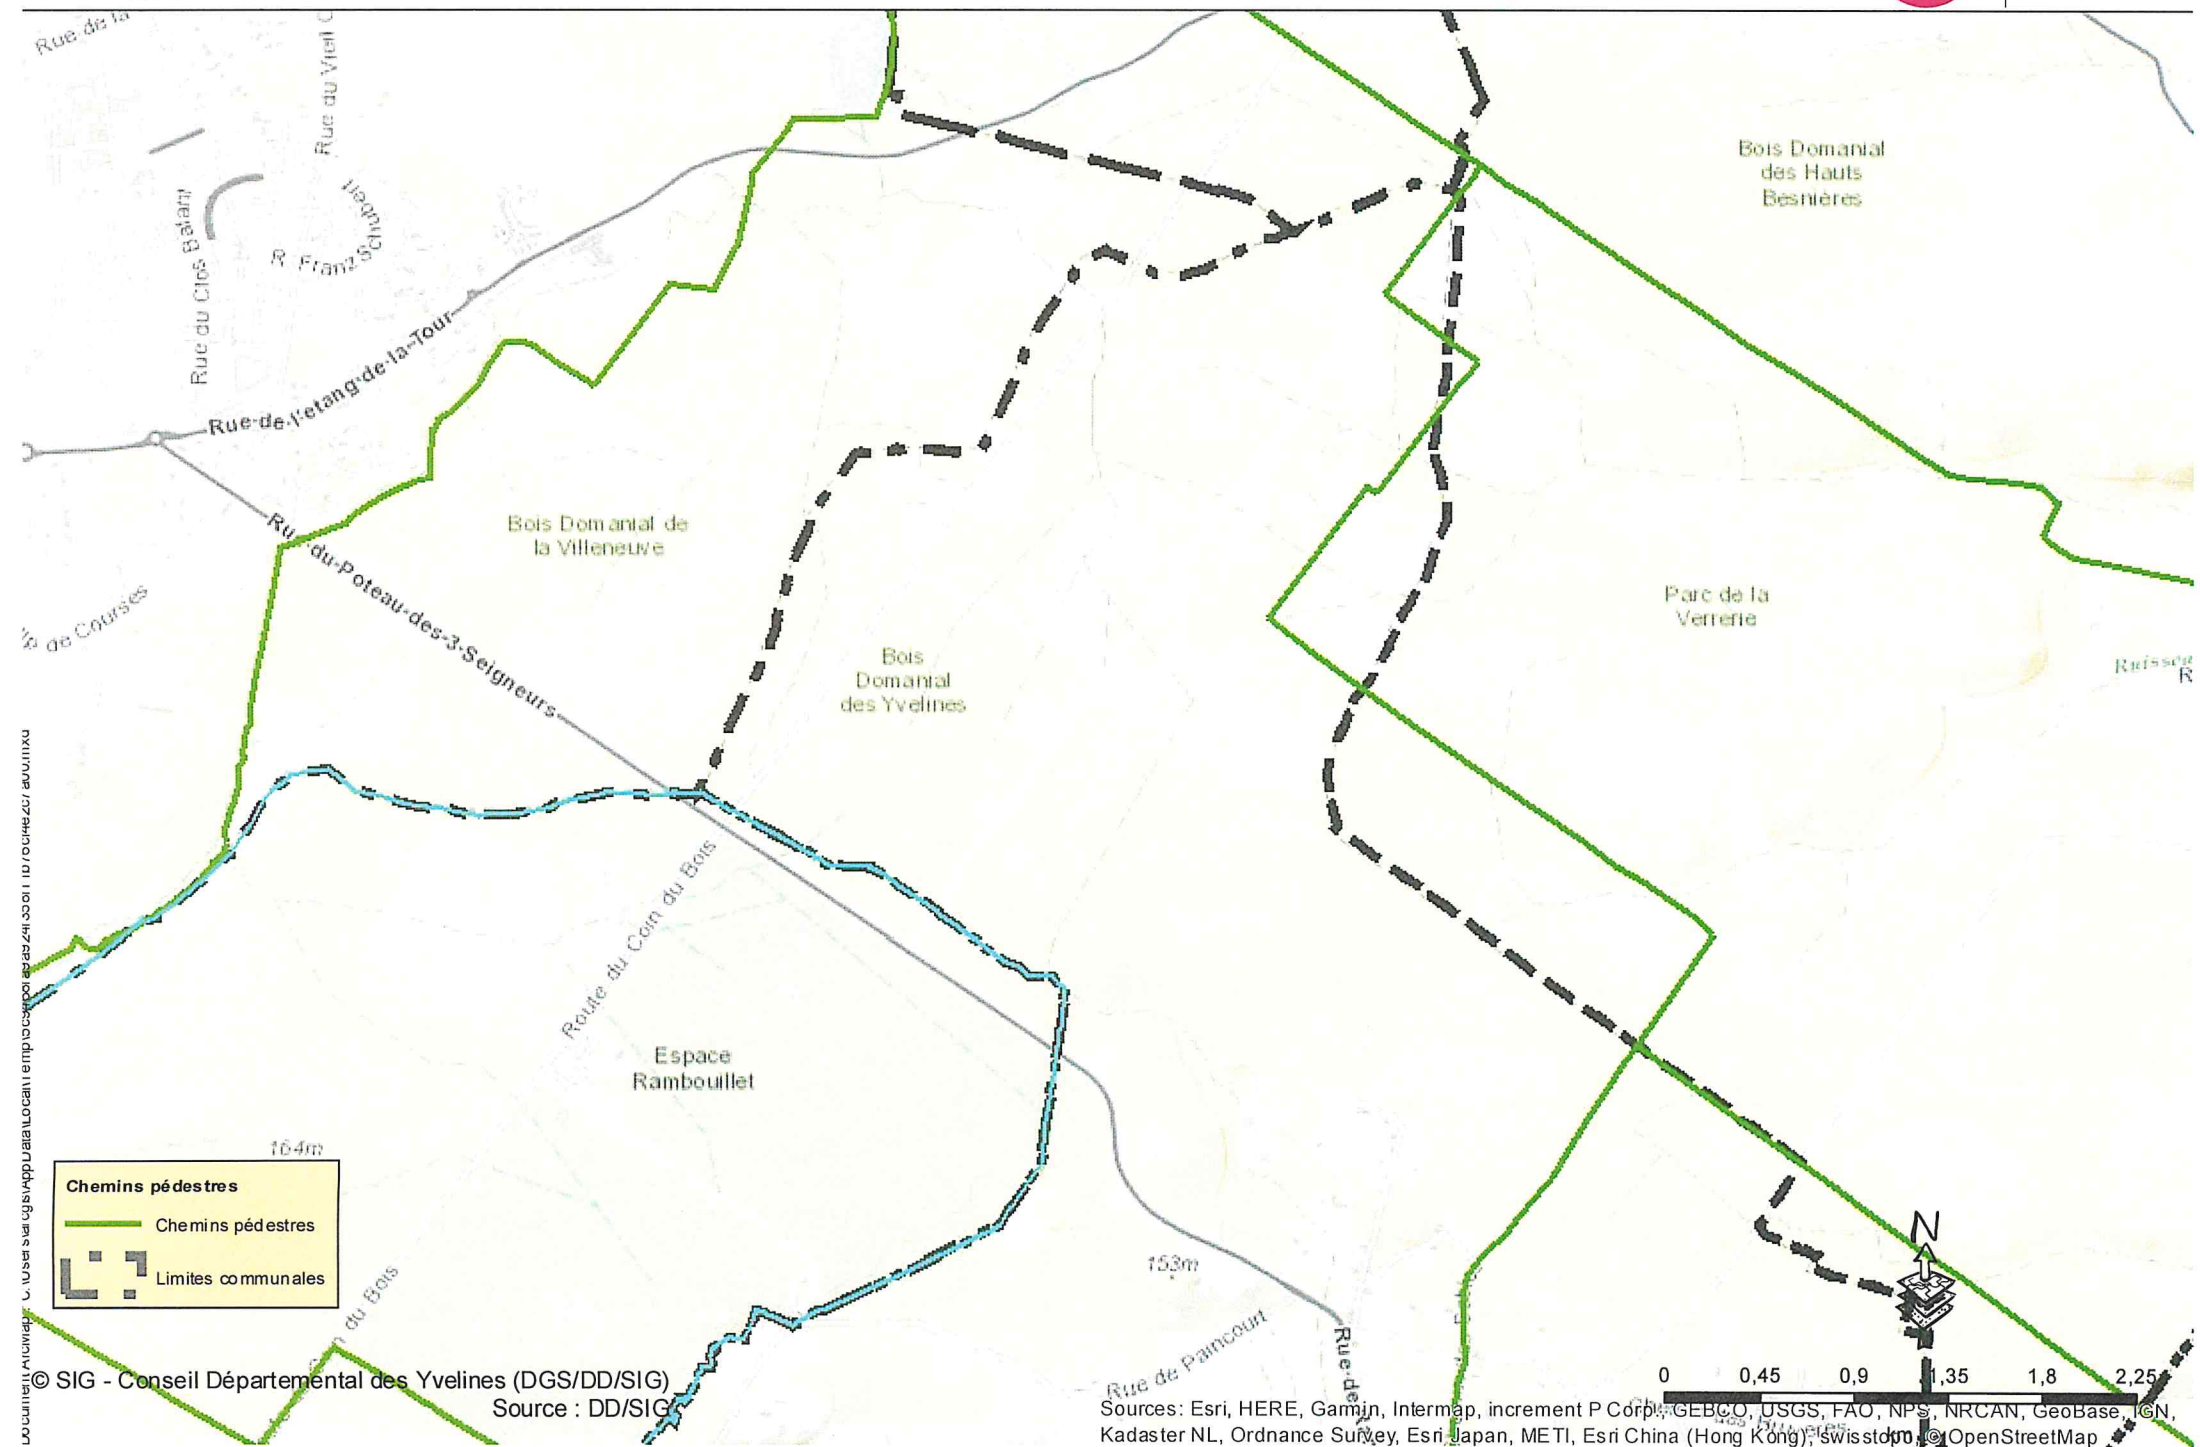 Rue de la
Rue du Vieil C
Rue du Clos Batant
R. Franz Schubert
Rue de l'etang de la Tour
Bois Domanial
des Hauts
Besnières
Bois Domanial de
la Villeneuve
Rue du Poteau des 3 Seigneurs
de Courses
Bois
Domanial
des Yvelines
Parc de la
Verrerie
Route du Coin du Bois
Espace
Rambouillet
164m
153m
Chemins pédestres
Chemins pédestres
Limites communales
du Bois
Rue de Paincourt
Rue de
N
© SIG - Conseil Départemental des Yvelines (DGS/DD/SIG)
Source : DD/SIG
0 0,45 0,9 1,35 1,8 2,25
km
Sources: Esri, HERE, Garmin, Intermap, increment P Corp., GEBCO, USGS, FAO, NPS, NRCAN, GeoBase, IGN,
Kadaster NL, Ordnance Survey, Esri Japan, METI, Esri China (Hong Kong), swisstopo, © OpenStreetMap